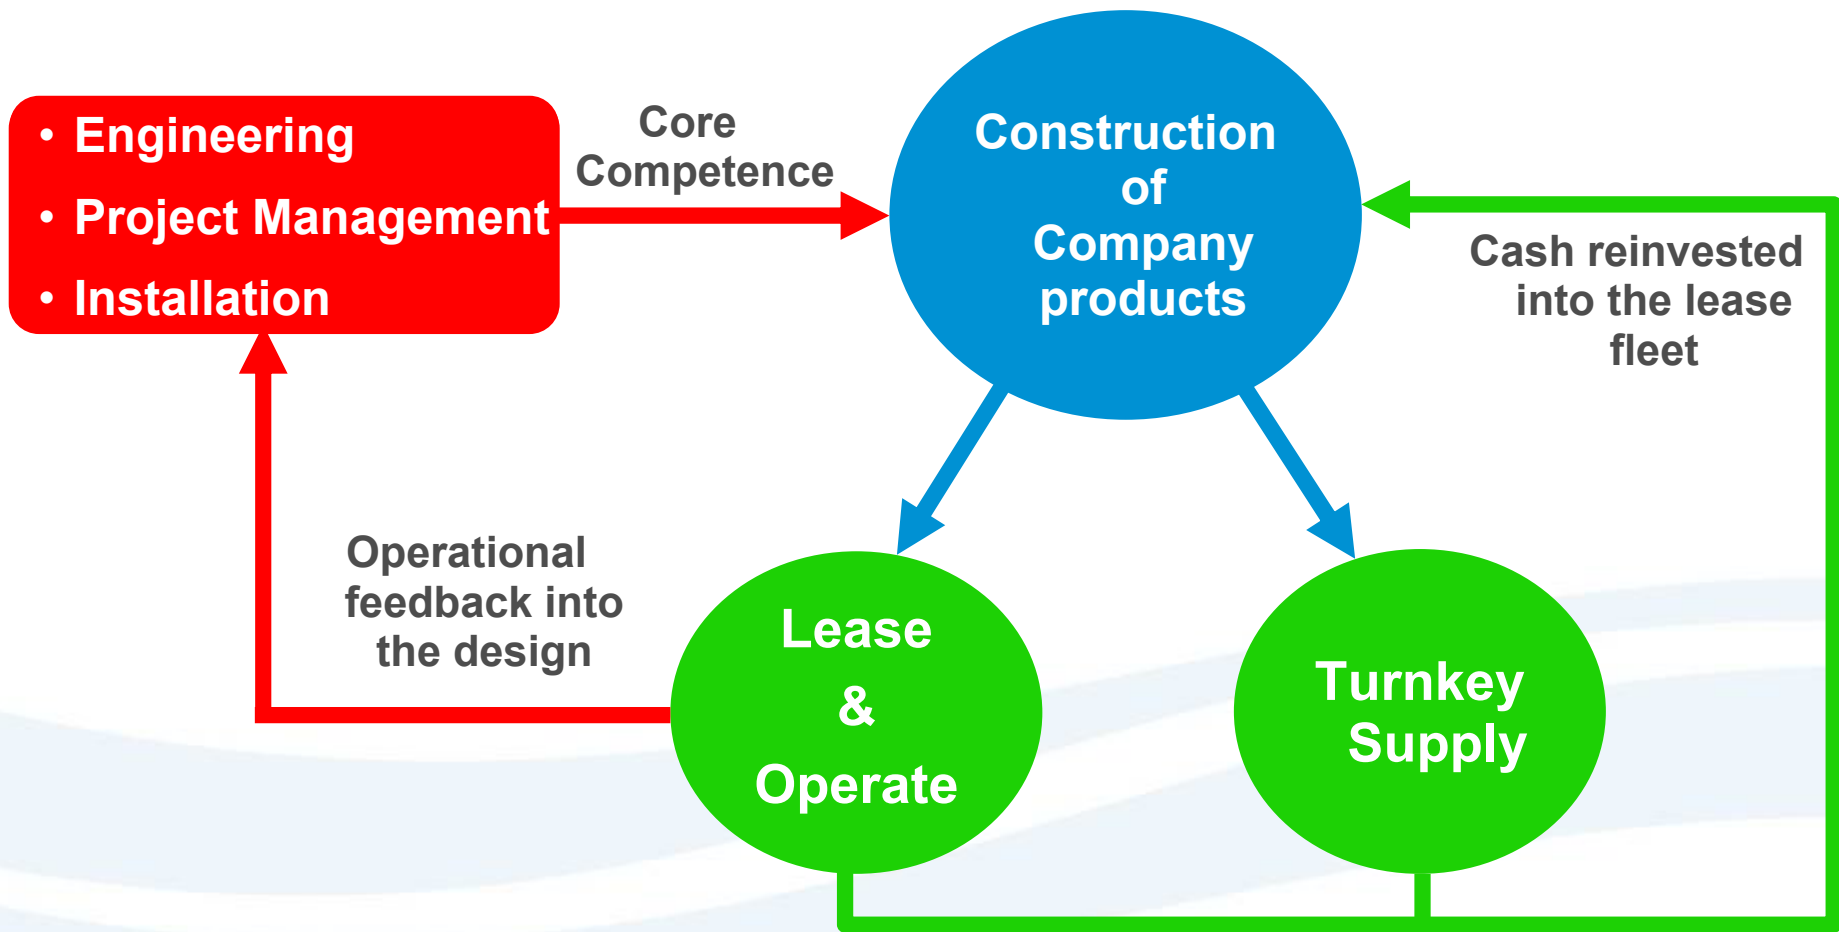 • Engineering
• Project Management
• Installation
Core
Competence
Construction
of
Company
products
Cash reinvested
into the lease
fleet
Operational
feedback into
the design
Lease
&
Operate
Turnkey
Supply